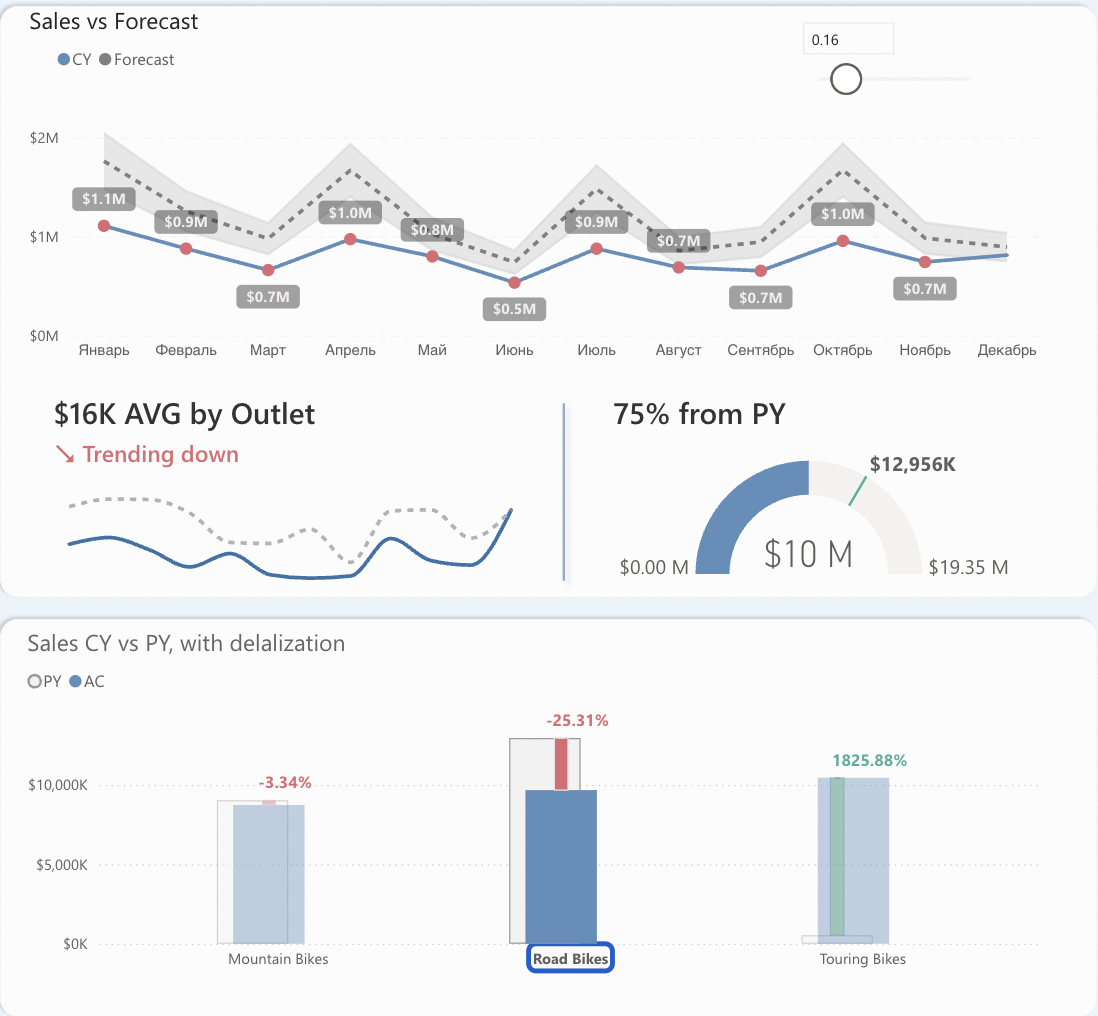 Sales vs Forecast
0.16
CY Forecast
$2M
$1M
$0M
$1.1M
$0.9M
$0.7M
$1.0M
$0.8M
$0.5M
$0.9M
$0.7M
$0.7M
$1.0M
$0.7M
Январь Февраль Март Апрель Май Июнь Июль Август Сентябрь Октябрь Ноябрь Декабрь
$16K AVG by Outlet
↘ Trending down
75% from PY
$12,956K
$10 M
$0.00 M
$19.35 M
Sales CY vs PY, with delalization
PY AC
-25.31%
1825.88%
-3.34%
$10,000K
$5,000K
$0K
Mountain Bikes Road Bikes Touring Bikes